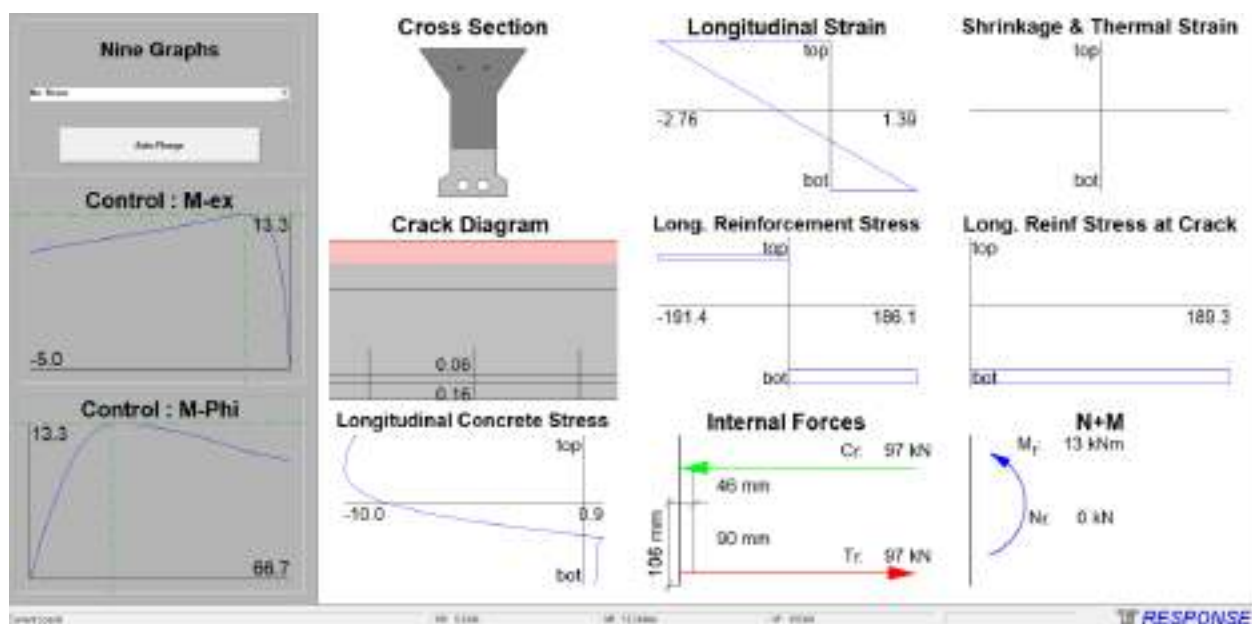 Nine Graphs
Auto Range
Control : M-ex
13.3
-5.0
Control : M-Phi
13.3
66.7
Cross Section
Longitudinal Strain
top
-2.76
1.39
bot
Shrinkage & Thermal Strain
top
bot
Crack Diagram
0.06
0.16
Long. Reinforcement Stress
top
-191.4
186.1
bot
Long. Reinf Stress at Crack
top
189.3
bot
Longitudinal Concrete Stress
top
-10.0
0.9
bot
Internal Forces
Cr. 97 kN
46 mm
106 mm
90 mm
Tr. 97 kN
N+M
Mr: 13 kNm
Nr: 0 kN
RESPONSE